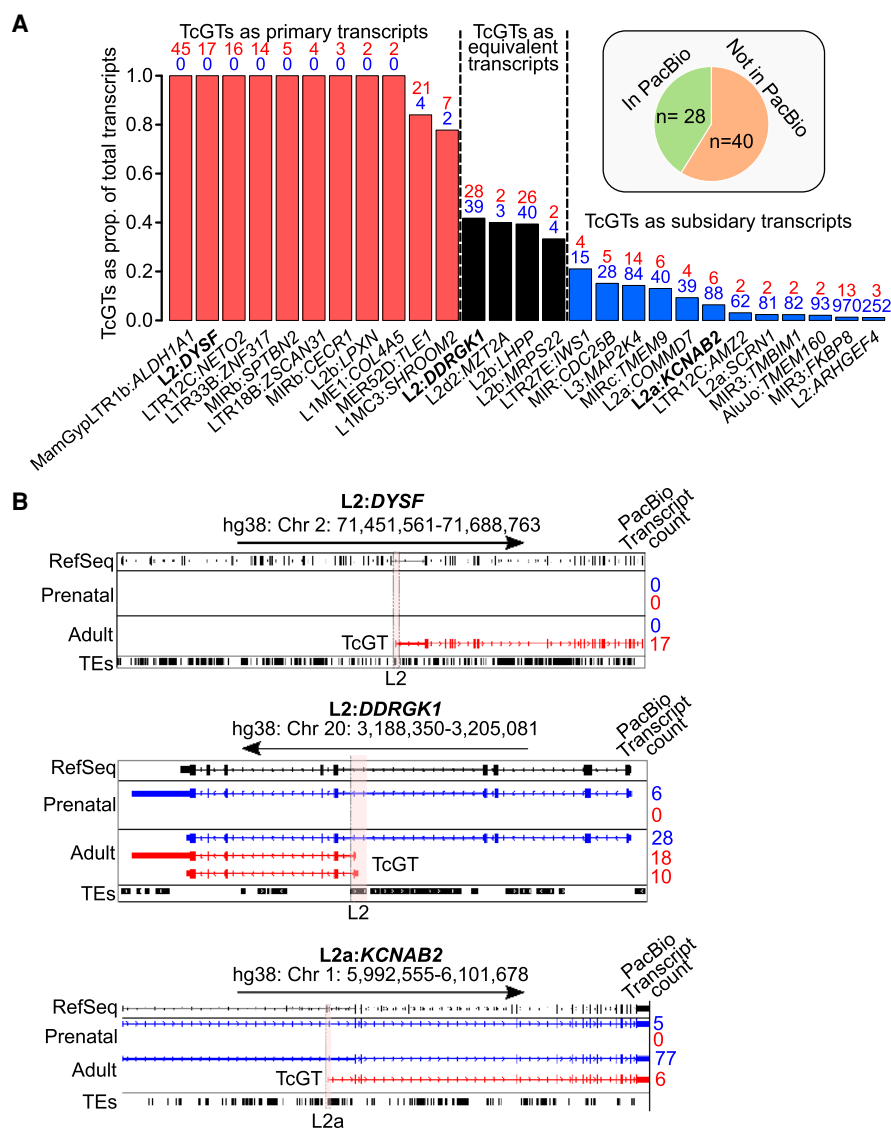 A
TcGTs as primary transcripts
TcGTs as
equivalent
transcripts
45 17 16 14 5 4 3 2 2
0 0 0 0 0 0 0 0 0
21
4
7
2
28
39
2
3
26
40
2
4
TcGTs as subsidary transcripts
4
15
5
28
14
84
6
40
4
39
6
88
2
62
2
81
2
82
2
93
13
970
3
252
In PacBio
Not in PacBio
n= 28
n=40
TcGTs as prop. of total transcripts
1.0
0.8
0.6
0.4
0.2
0.0
MamGypLTR1b:ALDH1A1
L2:DYSF
LTR12C:NETO2
LTR33B:ZNF317
MIRb:SPTBN2
LTR18B:ZSCAN31
MIRb:CECR1
L2b:LPXN
L1ME1:COL4A5
MER52D:TLE1
L1MC3:SHROOM2
L2:DDRGK1
L2d2:MZT2A
L2b:LHPP
L2b:MRPS22
LTR27E:IWS1
MIR:CDC25B
L3:MAP2K4
MIRc:TMEM9
L2a:COMMD7
L2a:KCNAB2
LTR12C:AMZ2
L2a:SCRN1
MIR3:TMBIM1
AluJo:TMEM160
MIR3:FKBP8
L2:ARHGEF4
B
L2:DYSF
hg38: Chr 2: 71,451,561-71,688,763
PacBio
Transcript
count
RefSeq
Prenatal
0
0
Adult
0
TcGT
17
TEs
L2
L2:DDRGK1
hg38: Chr 20: 3,188,350-3,205,081
PacBio
Transcript
count
RefSeq
Prenatal
6
0
Adult
28
TcGT
18
10
TEs
L2
L2a:KCNAB2
hg38: Chr 1: 5,992,555-6,101,678
PacBio
Transcript
count
RefSeq
Prenatal
5
0
Adult
77
TcGT
6
TEs
L2a